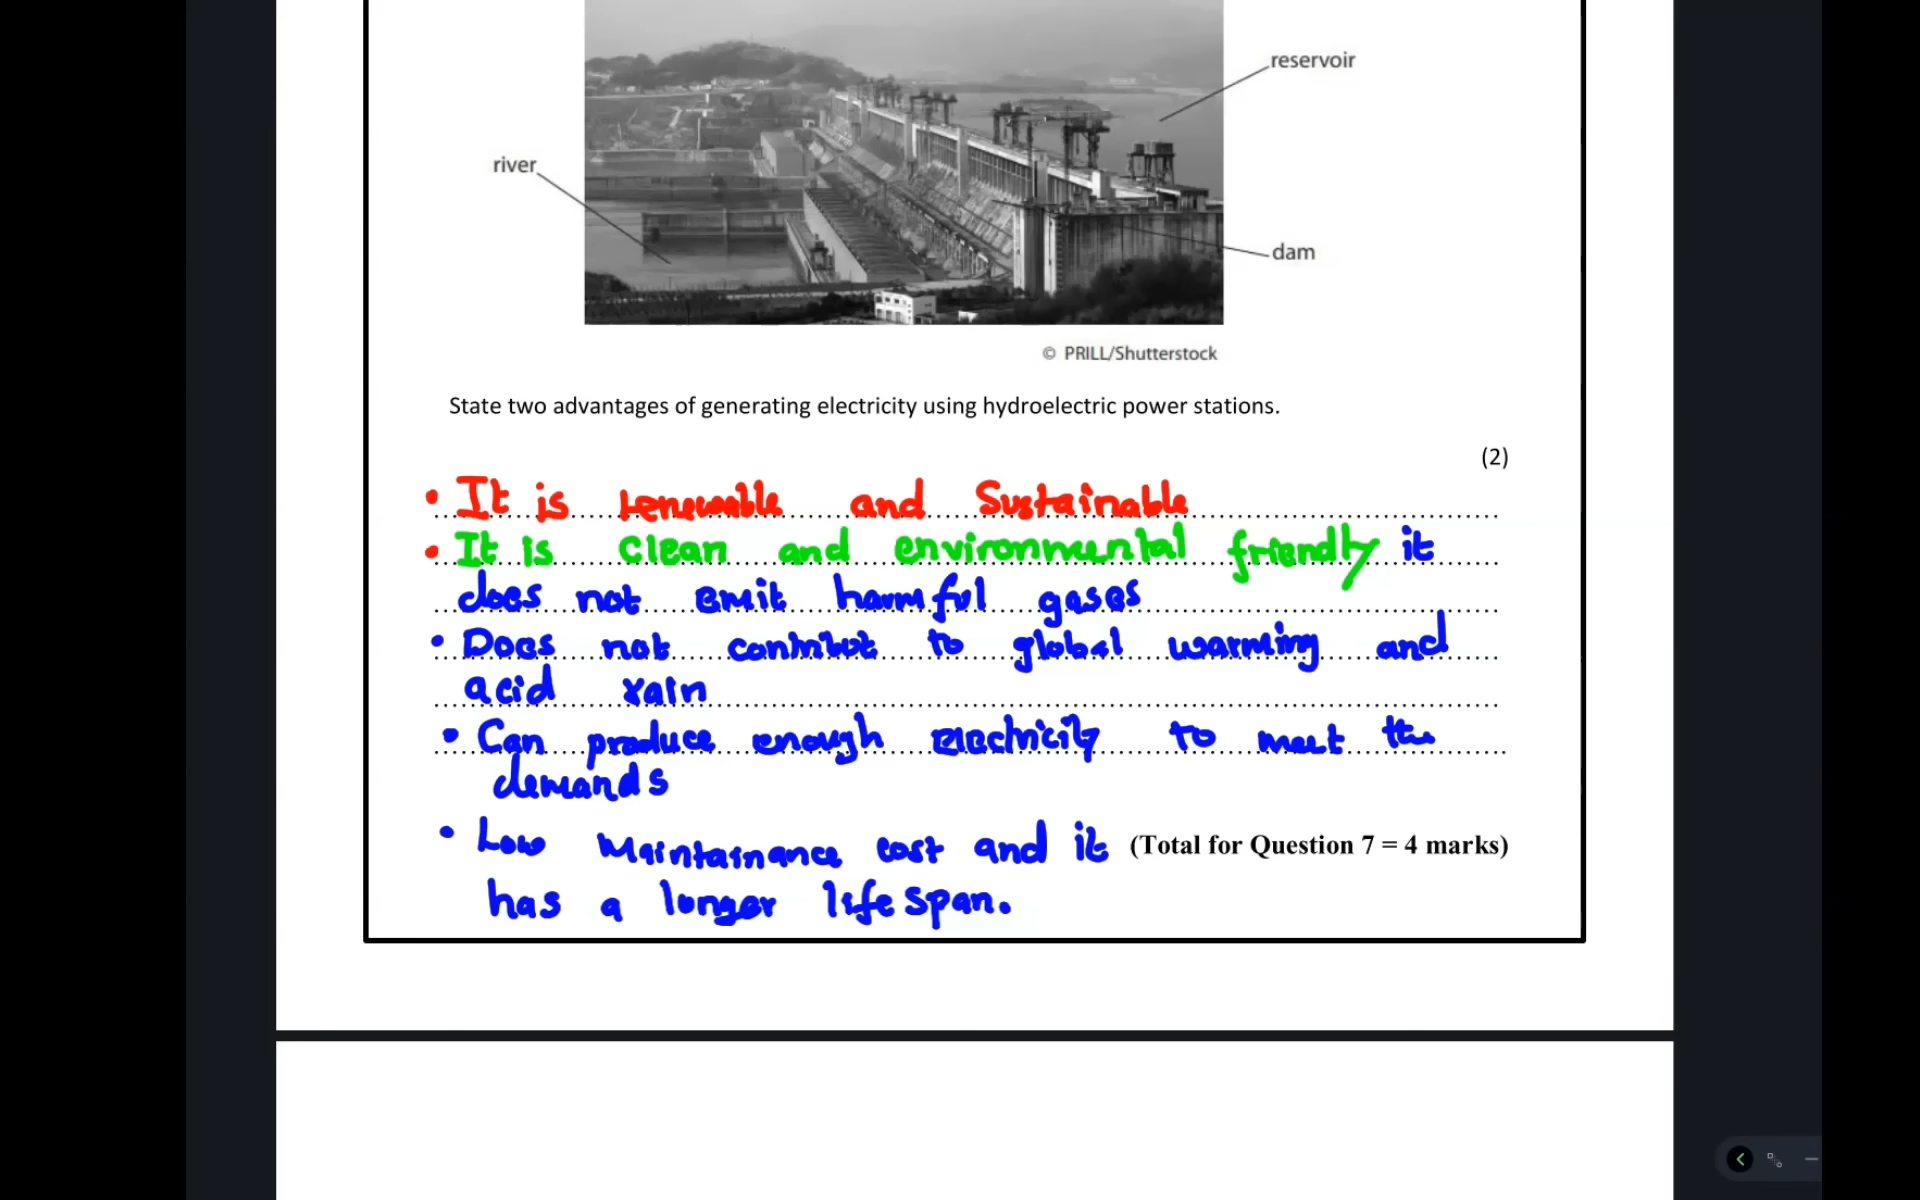 reservoir
river
dam
© PRILL/Shutterstock
State two advantages of generating electricity using hydroelectric power stations.
(2)
• It is renewable and Sustainable
• It is clean and environmental friendly it
does not emit harmful gases
• Does not contribut to global warming and
acid rain
• Can produce enough Electricity to meet the
demands
• Low Maintainance cost and it
(Total for Question 7 = 4 marks)
has a longer life span.